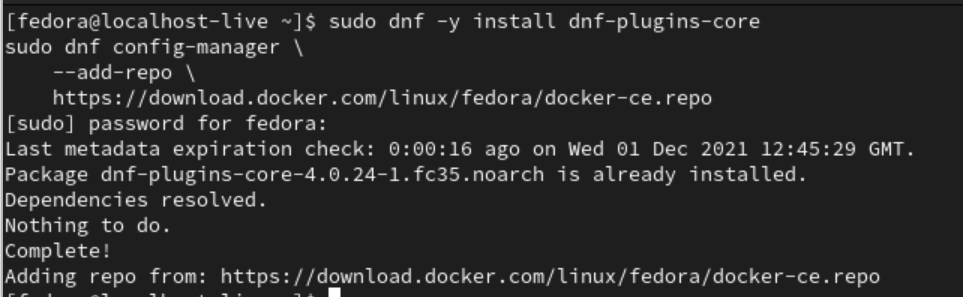 [fedora@localhost-live ~]$ sudo dnf -y install dnf-plugins-core
sudo dnf config-manager \
    --add-repo \
    https://download.docker.com/linux/fedora/docker-ce.repo
[sudo] password for fedora:
Last metadata expiration check: 0:00:16 ago on Wed 01 Dec 2021 12:45:29 GMT.
Package dnf-plugins-core-4.0.24-1.fc35.noarch is already installed.
Dependencies resolved.
Nothing to do.
Complete!
Adding repo from: https://download.docker.com/linux/fedora/docker-ce.repo